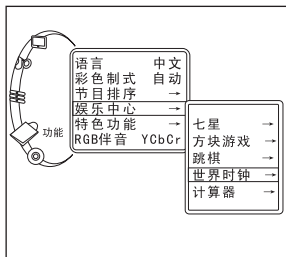 功能
语言 中文
彩色制式 自动
节目排序 →
娱乐中心 →
特色功能 →
RGB伴音 YCbCr
七星 →
方块游戏 →
跳棋 →
世界时钟 →
计算器 →